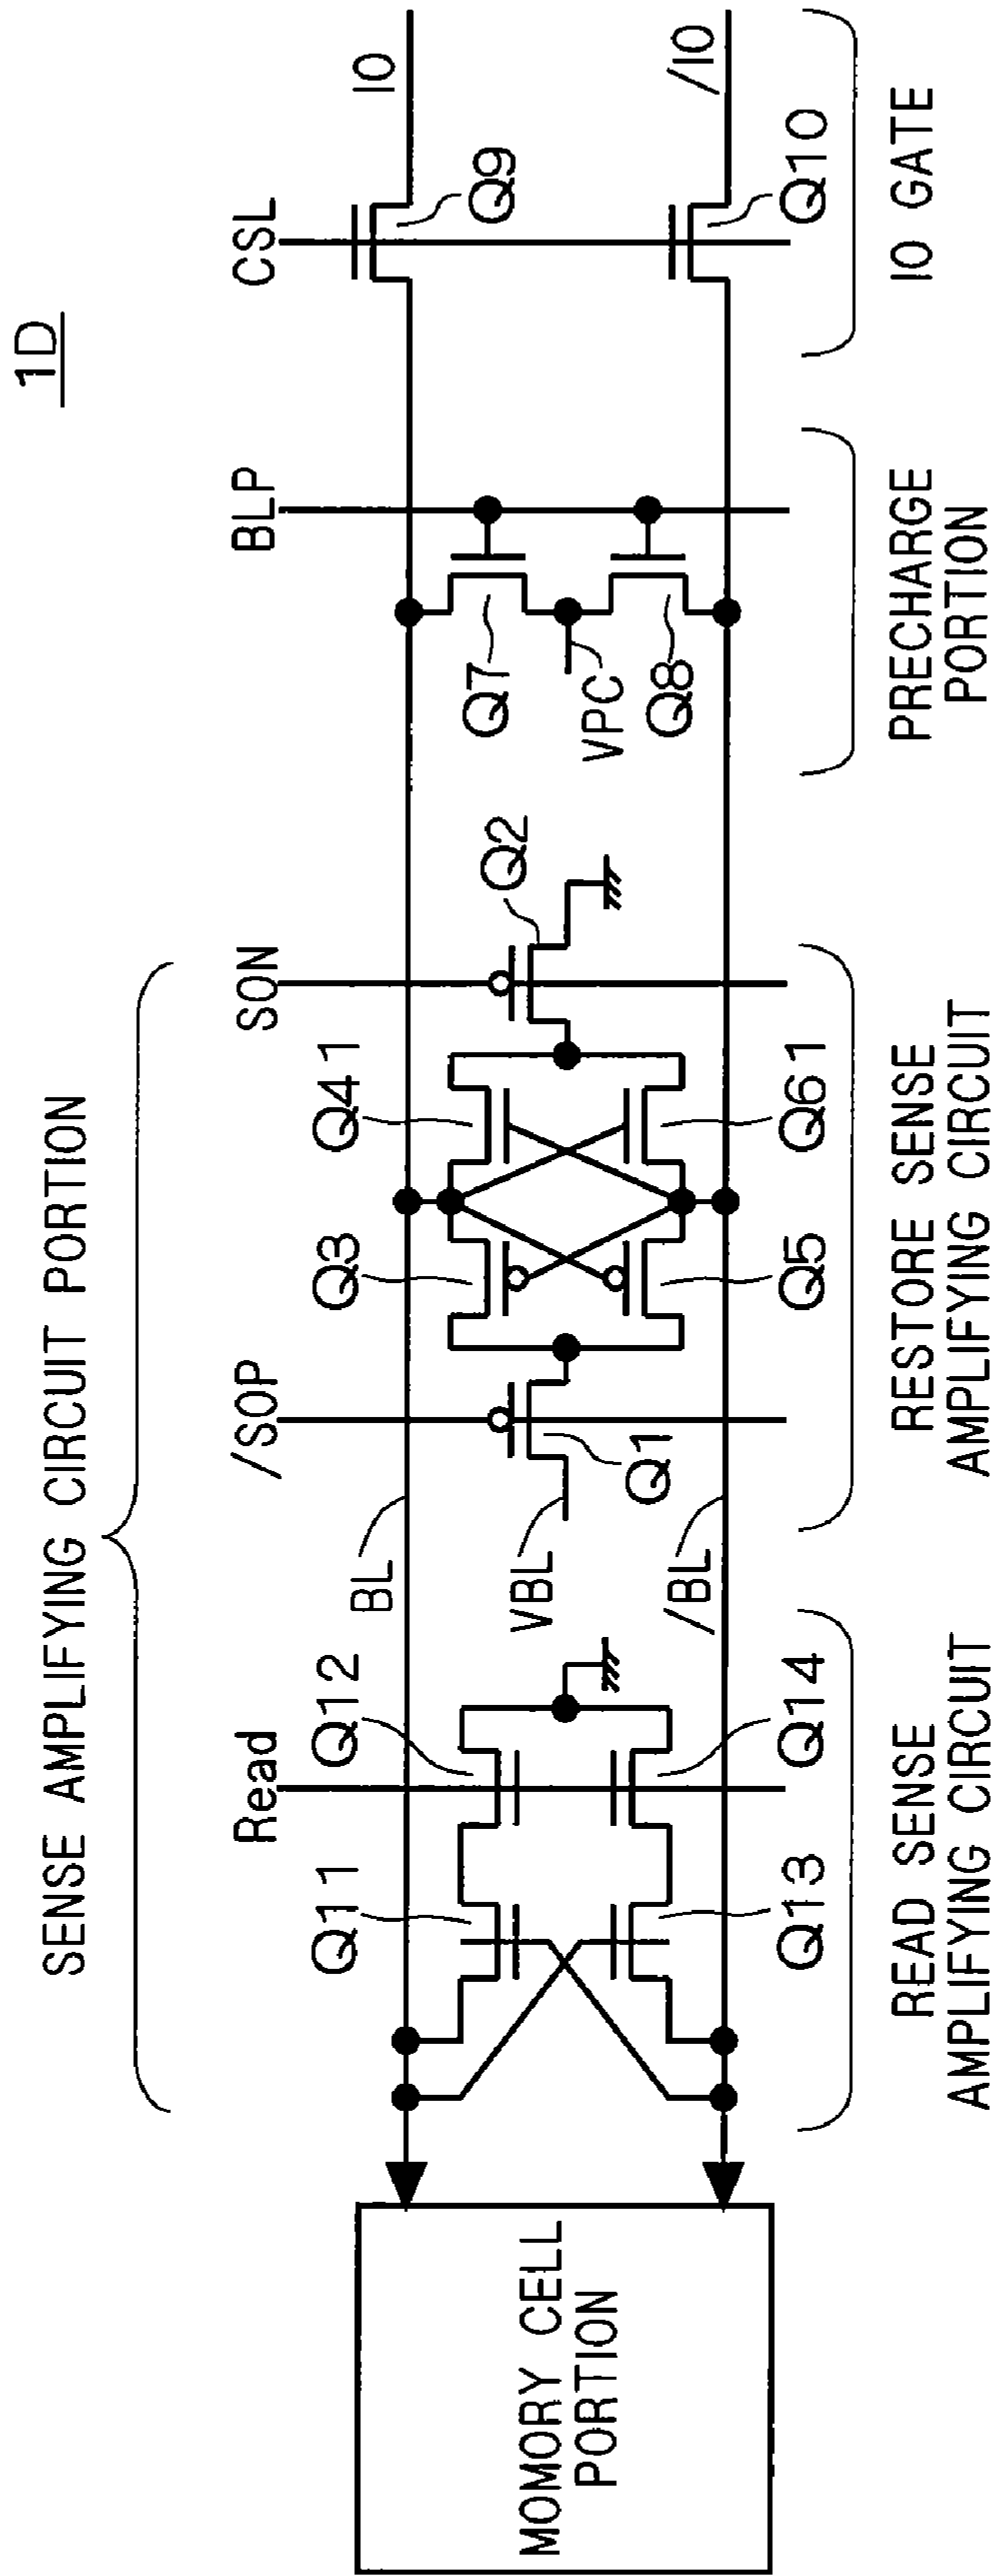 1D
SENSE AMPLIFYING CIRCUIT PORTION
Read
/SOP
SON
BLP
CSL
Q11
Q12
Q3
Q41
BL
VBL
/BL
Q1
Q2
Q7
VPC
Q8
Q9
IO
/IO
Q10
Q13
Q14
Q5
Q61
MOMORY CELL
PORTION
READ SENSE
AMPLIFYING CIRCUIT
RESTORE SENSE
AMPLIFYING CIRCUIT
PRECHARGE
PORTION
IO GATE